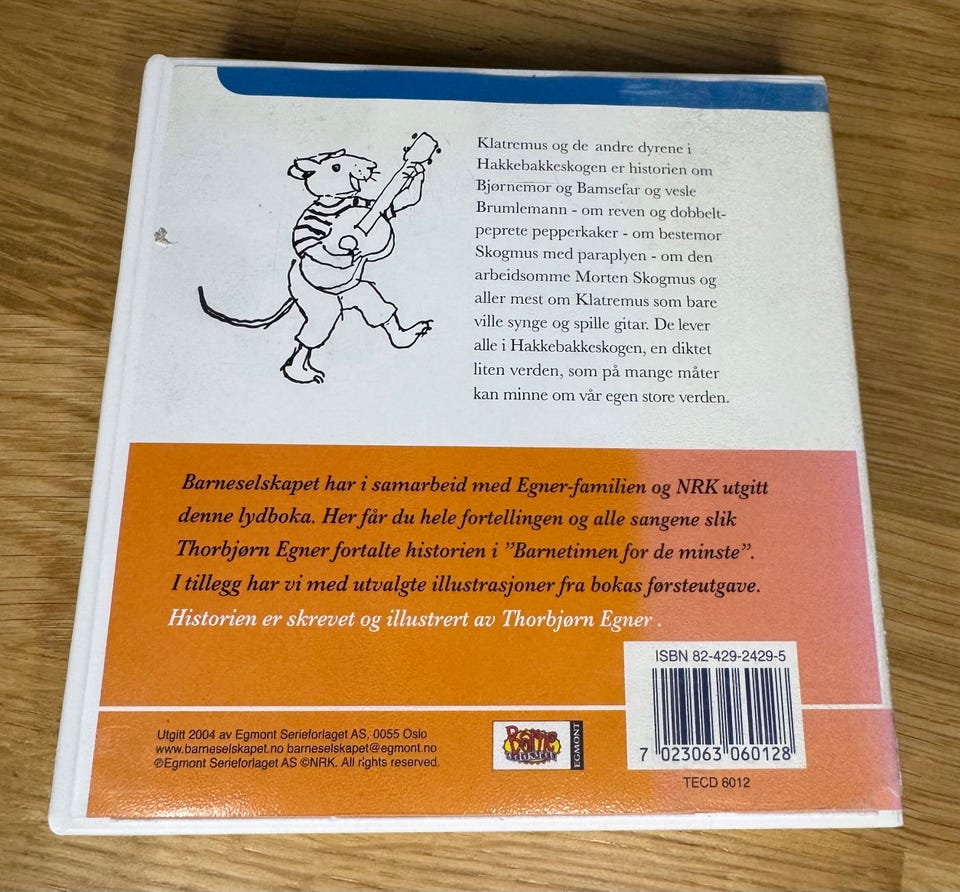 Klatremus og de andre dyrene i
Hakkebakkeskogen er historien om
Bjørnemor og Bamsefar og vesle
Brumlemann - om reven og dobbelt-
peprete pepperkaker - om bestemor
Skogmus med paraplyen - om den
arbeidsomme Morten Skogmus og
aller mest om Klatremus som bare
ville synge og spille gitar. De lever
alle i Hakkebakkeskogen, en diktet
liten verden, som på mange måter
kan minne om vår egen store verden.
Barneselskapet har i samarbeid med Egner-familien og NRK utgitt
denne lydboka. Her får du hele fortellingen og alle sangene slik
Thorbjørn Egner fortalte historien i ”Barnetimen for de minste”.
I tillegg har vi med utvalgte illustrasjoner fra bokas førsteutgave.
Historien er skrevet og illustrert av Thorbjørn Egner .
ISBN 82-429-2429-5
7 023063 060128
TECD 6012
Utgitt 2004 av Egmont Serieforlaget AS, 0055 Oslo
www.barneselskapet.no barneselskapet@egmont.no
℗Egmont Serieforlaget AS ©NRK. All rights reserved.
Barne
EGMONT